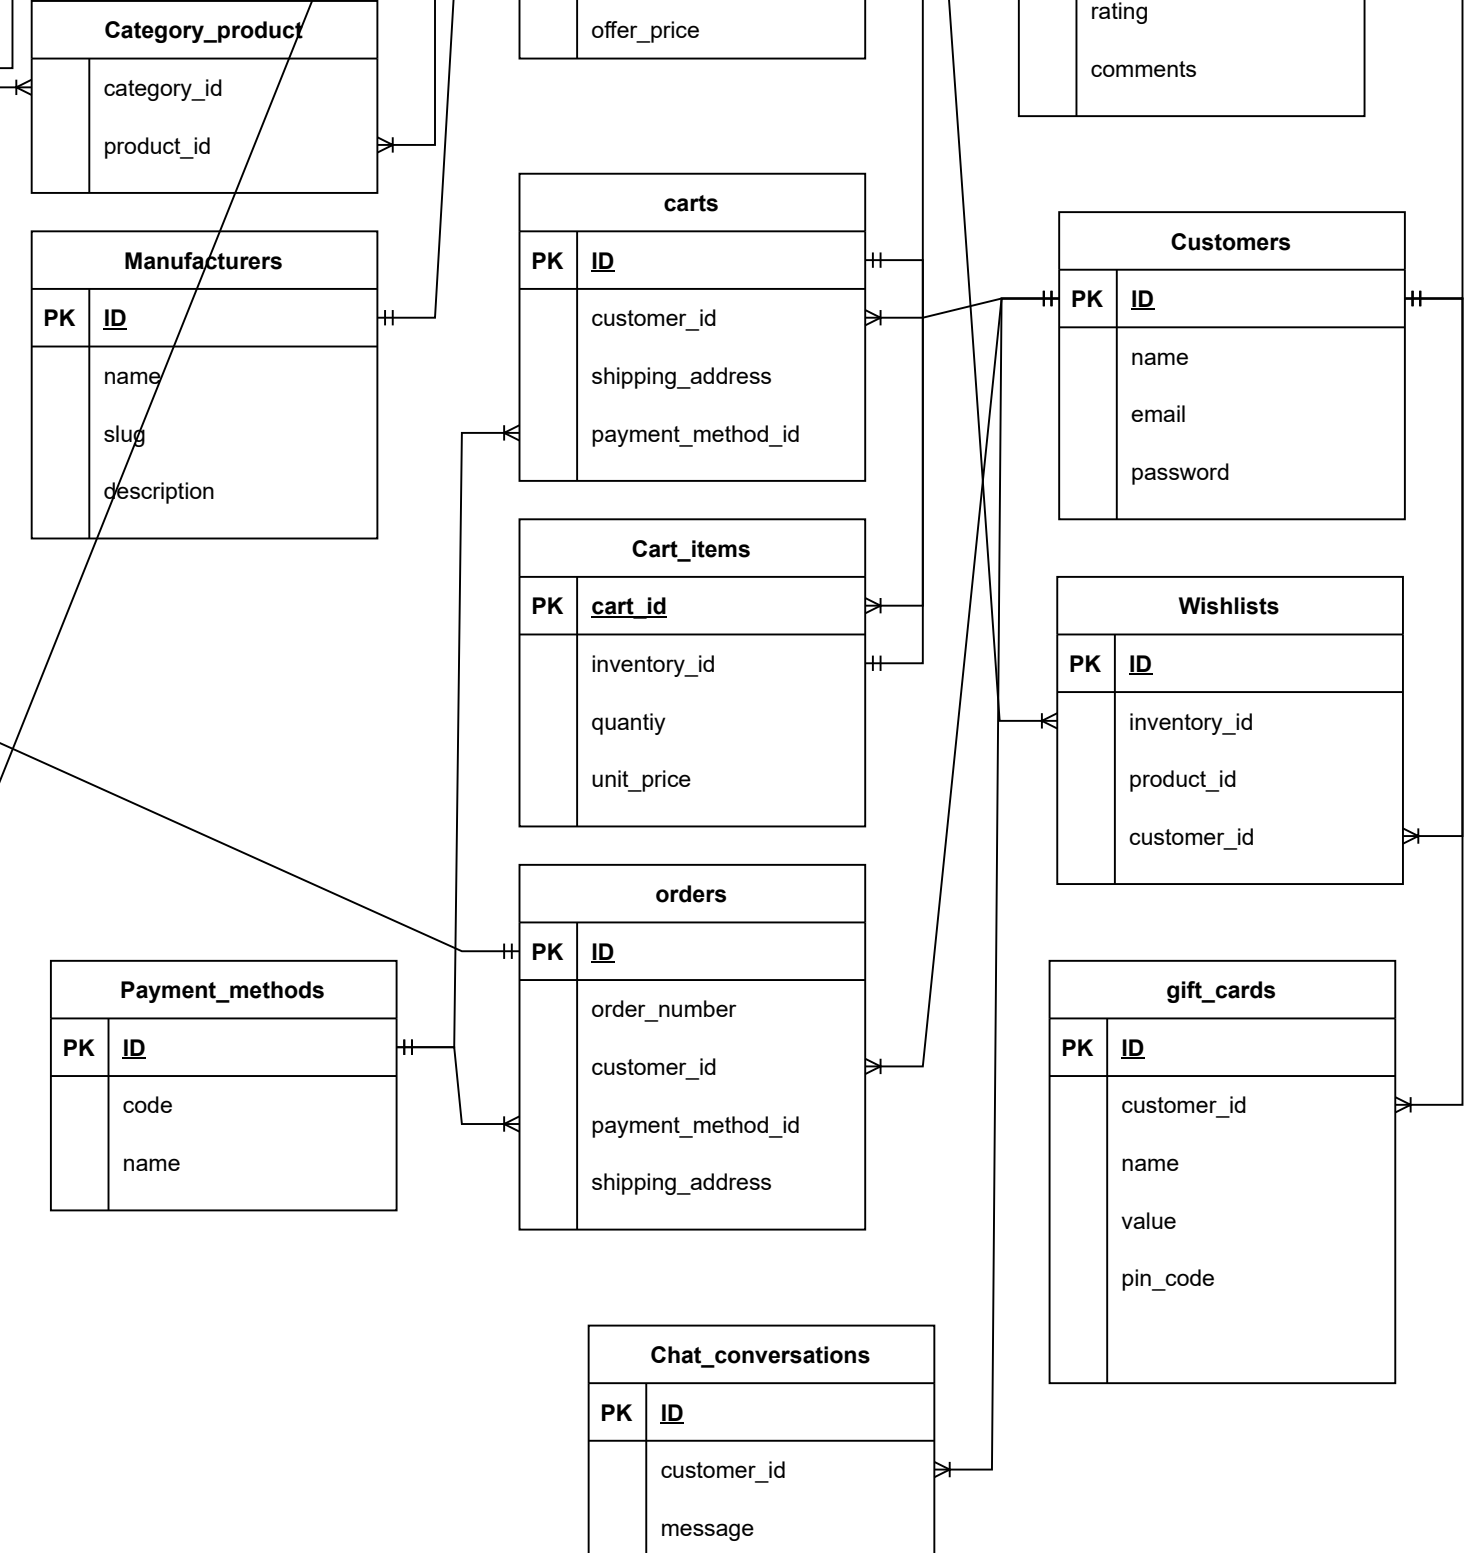 Category_product
category_id
product_id
Manufacturers
PK ID
name
slug
description
Payment_methods
PK ID
code
name
offer_price
carts
PK ID
customer_id
shipping_address
payment_method_id
Cart_items
PK cart_id
inventory_id
quantiy
unit_price
orders
PK ID
order_number
customer_id
payment_method_id
shipping_address
Chat_conversations
PK ID
customer_id
message
rating
comments
Customers
PK ID
name
email
password
Wishlists
PK ID
inventory_id
product_id
customer_id
gift_cards
PK ID
customer_id
name
value
pin_code